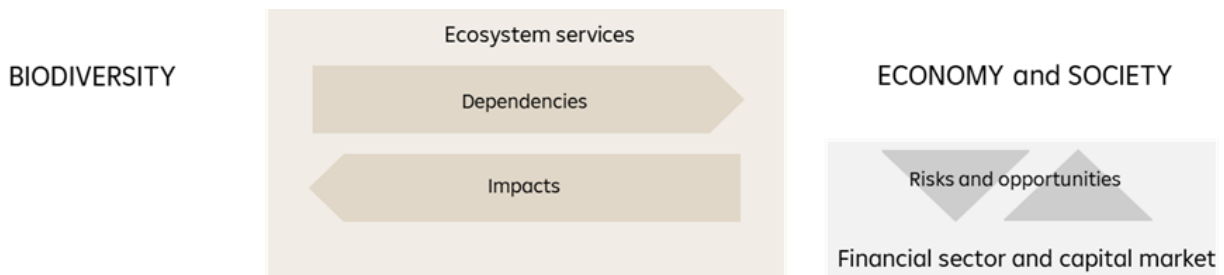 BIODIVERSITY
Ecosystem services
Dependencies
Impacts
ECONOMY and SOCIETY
Risks and opportunities
Financial sector and capital market